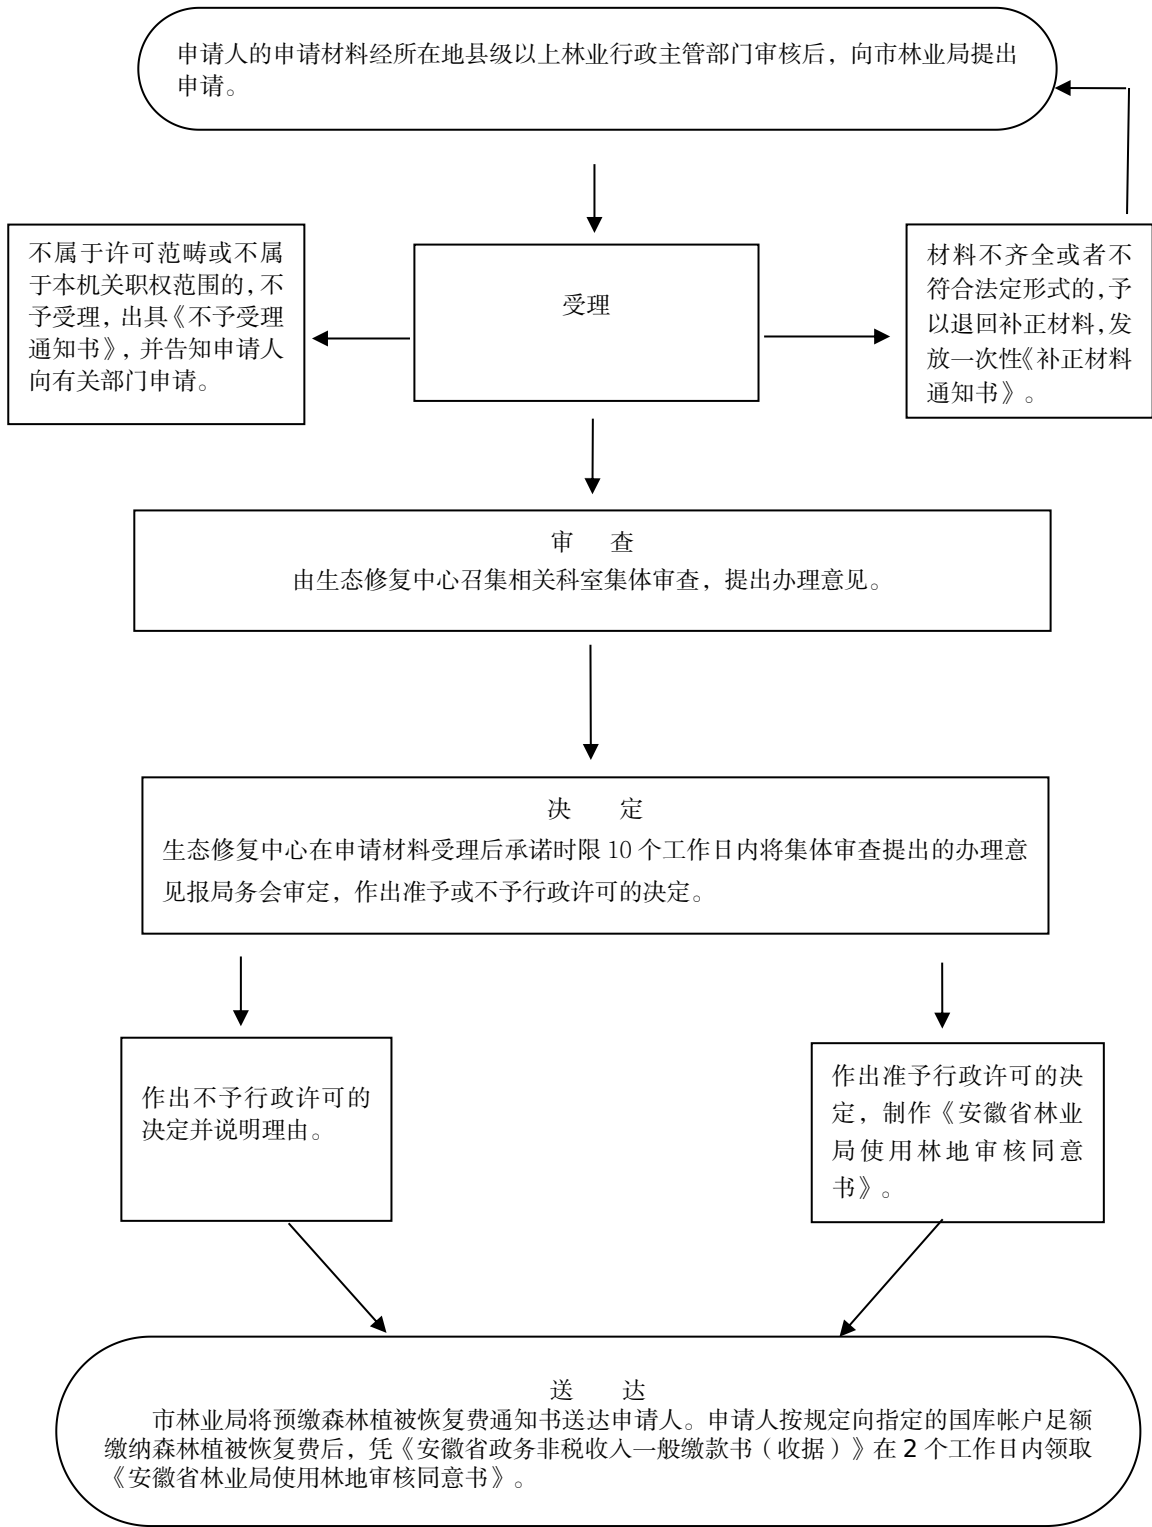 申请人的申请材料经所在地县级以上林业行政主管部门审核后，向市林业局提出
申请。
不属于许可范畴或不属
于本机关职权范围的，不
予受理，出具《不予受理
通知书》，并告知申请人
向有关部门申请。
受理
材料不齐全或者不
符合法定形式的，予
以退回补正材料，发
放一次性《补正材料
通知书》。
审 查
由生态修复中心召集相关科室集体审查，提出办理意见。
决 定
生态修复中心在申请材料受理后承诺时限 10 个工作日内将集体审查提出的办理意
见报局务会审定，作出准予或不予行政许可的决定。
作出不予行政许可的
决定并说明理由。
作出准予行政许可的决
定，制作《安徽省林业
局使用林地审核同意
书》。
送 达
市林业局将预缴森林植被恢复费通知书送达申请人。申请人按规定向指定的国库帐户足额
缴纳森林植被恢复费后，凭《安徽省政务非税收入一般缴款书（收据）》在 2 个工作日内领取
《安徽省林业局使用林地审核同意书》。